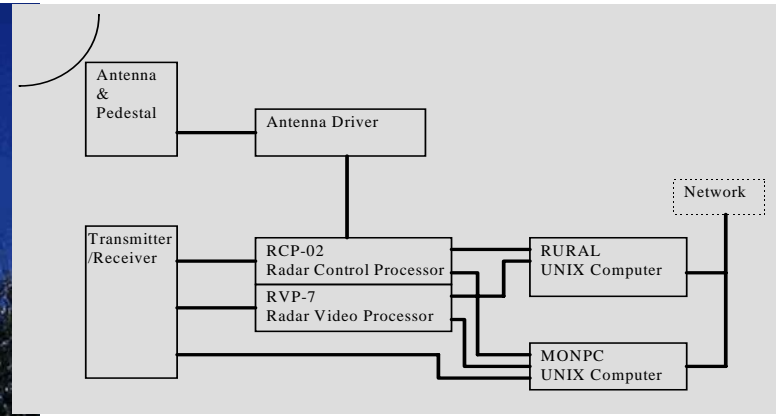 Antenna
&
Pedestal
Antenna Driver
Network
Transmitter
/Receiver
RCP-02
Radar Control Processor
RVP-7
Radar Video Processor
RURAL
UNIX Computer
MONPC
UNIX Computer